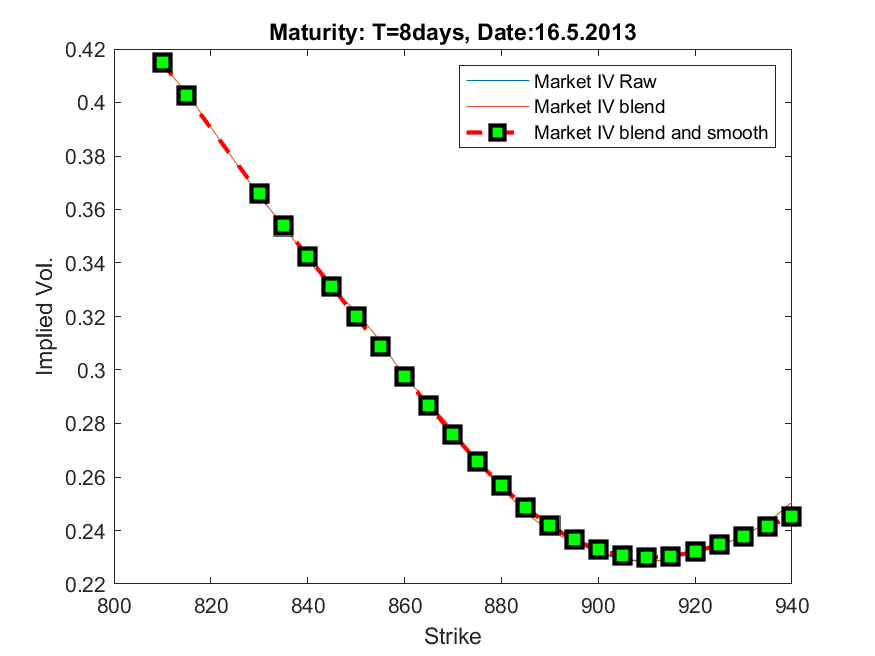 Maturity: T=8days, Date:16.5.2013
0.42
0.4
0.38
0.36
0.34
0.32
0.3
0.28
0.26
0.24
0.22
Implied Vol.
Market IV Raw
Market IV blend
Market IV blend and smooth
800 820 840 860 880 900 920 940
Strike